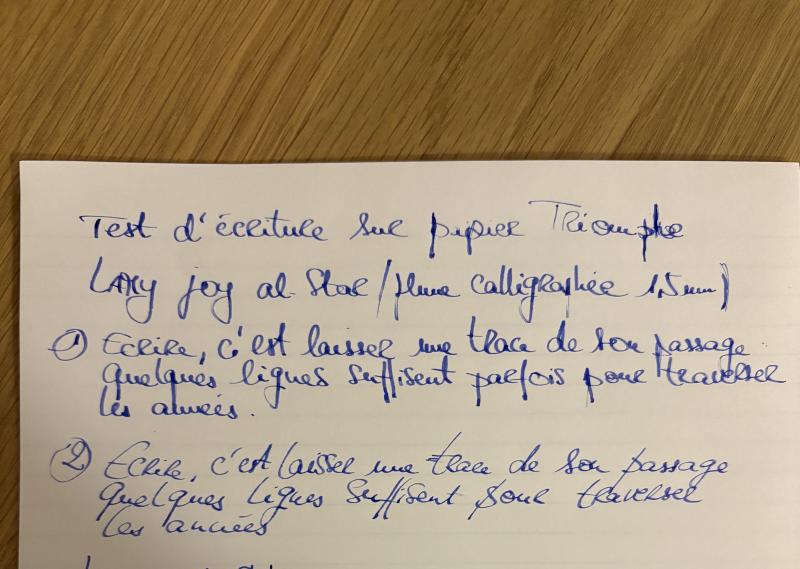 Test d'écriture sur papier Triomphe
Lamy joy al-Star (plume calligraphiée 1,5mm)
① Ecrire, c'est laisser une trace de son passage
quelques lignes suffisent parfois pour traverser
les années.
② Ecrire, c'est laisser une trace de son passage
quelques lignes suffisent pour traverser
les années